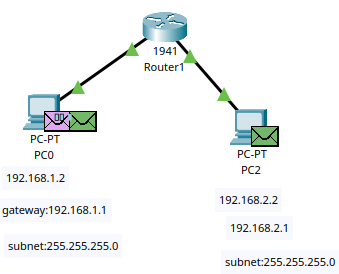 1941
Router1
PC-PT
PC0
192.168.1.2
gateway:192.168.1.1
subnet:255.255.255.0
PC-PT
PC2
192.168.2.2
192.168.2.1
subnet:255.255.255.0